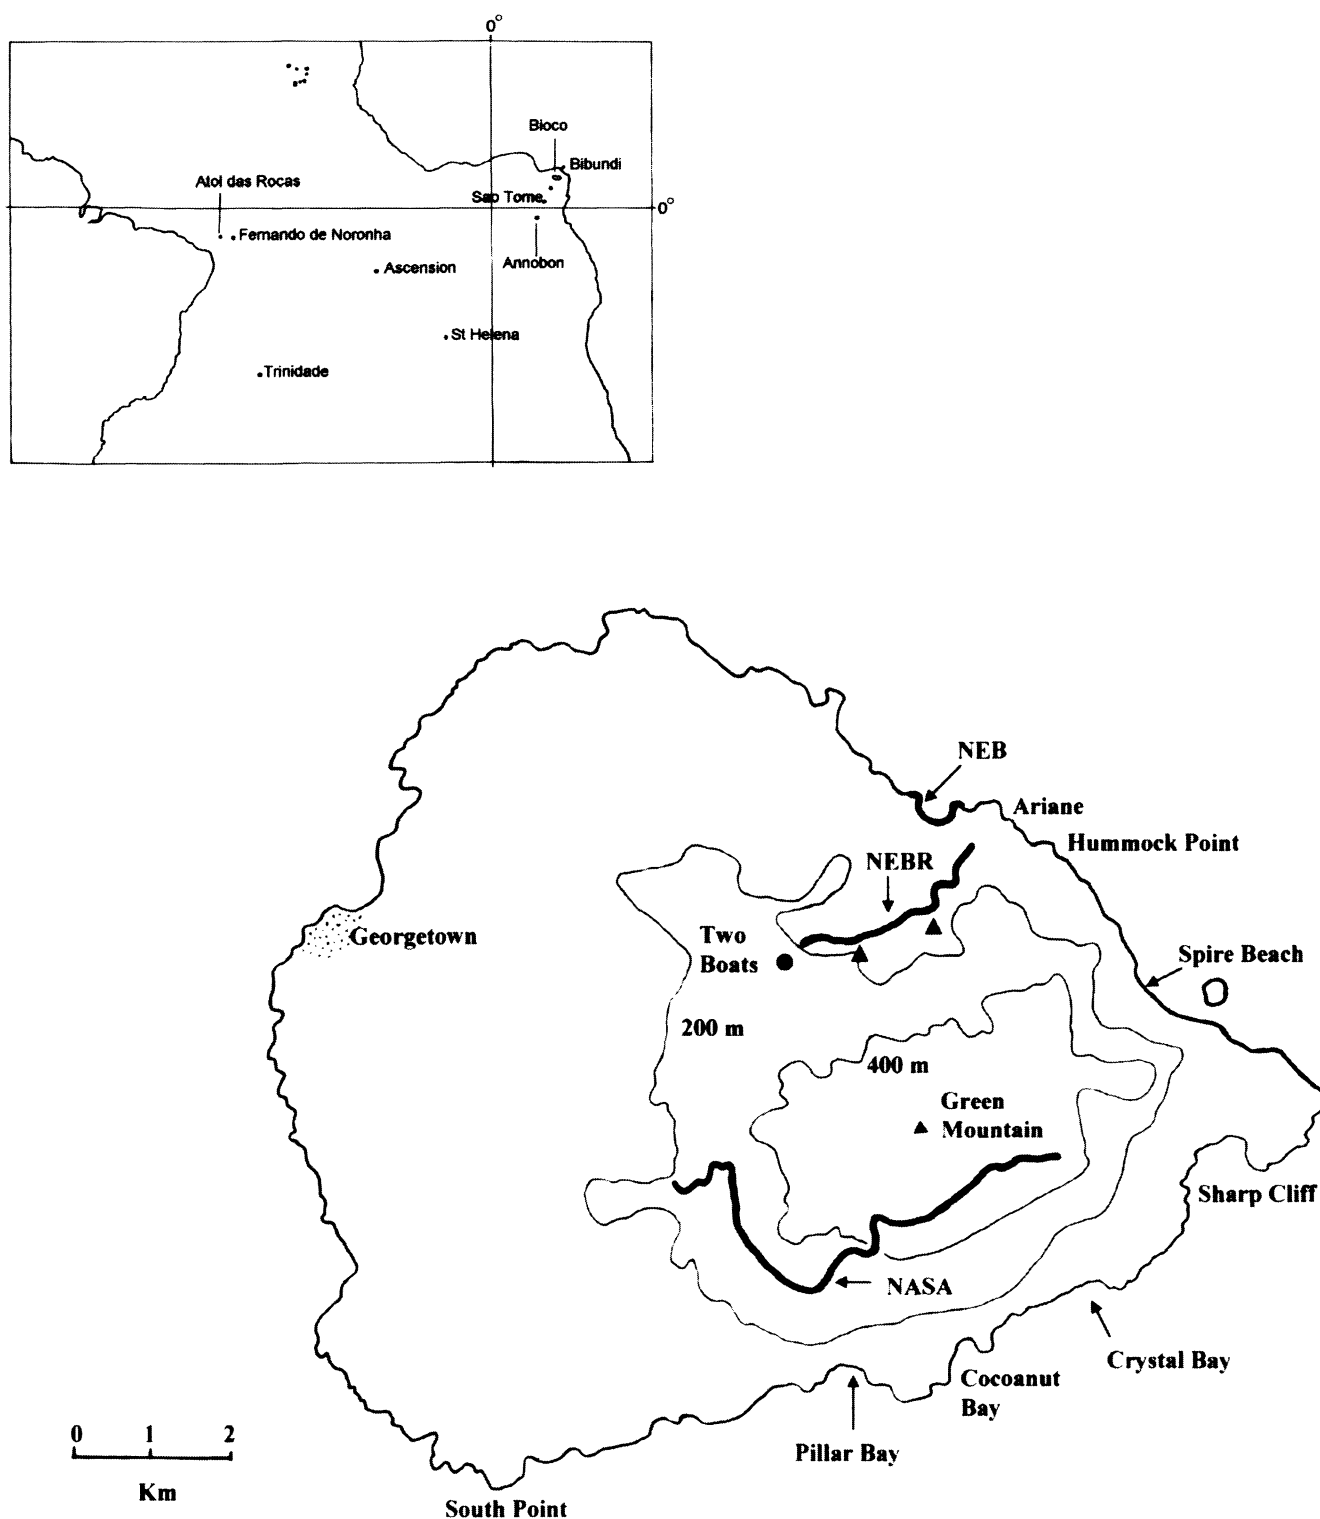 0°
Bioco
Bibundi
Atol das Rocas
Sao Tome
0°
Fernando de Noronha
Ascension
Annobon
St Helena
Trinidade
NEB
Ariane
Hummock Point
NEBR
Georgetown
Two
Boats
Spire Beach
200 m
400 m
Green
Mountain
Sharp Cliff
NASA
Crystal Bay
Cocoanut
Bay
0 1 2
Pillar Bay
Km
South Point